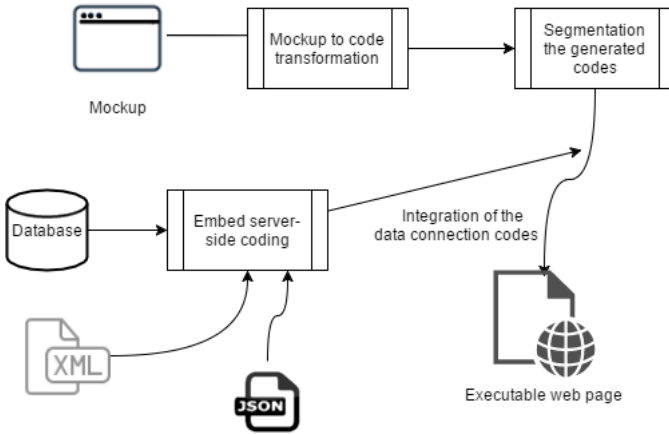 Mockup
Mockup to code
transformation
Segmentation
the generated
codes
Database
Embed server-
side coding
Integration of the
data connection codes
XML
JSON
Executable web page